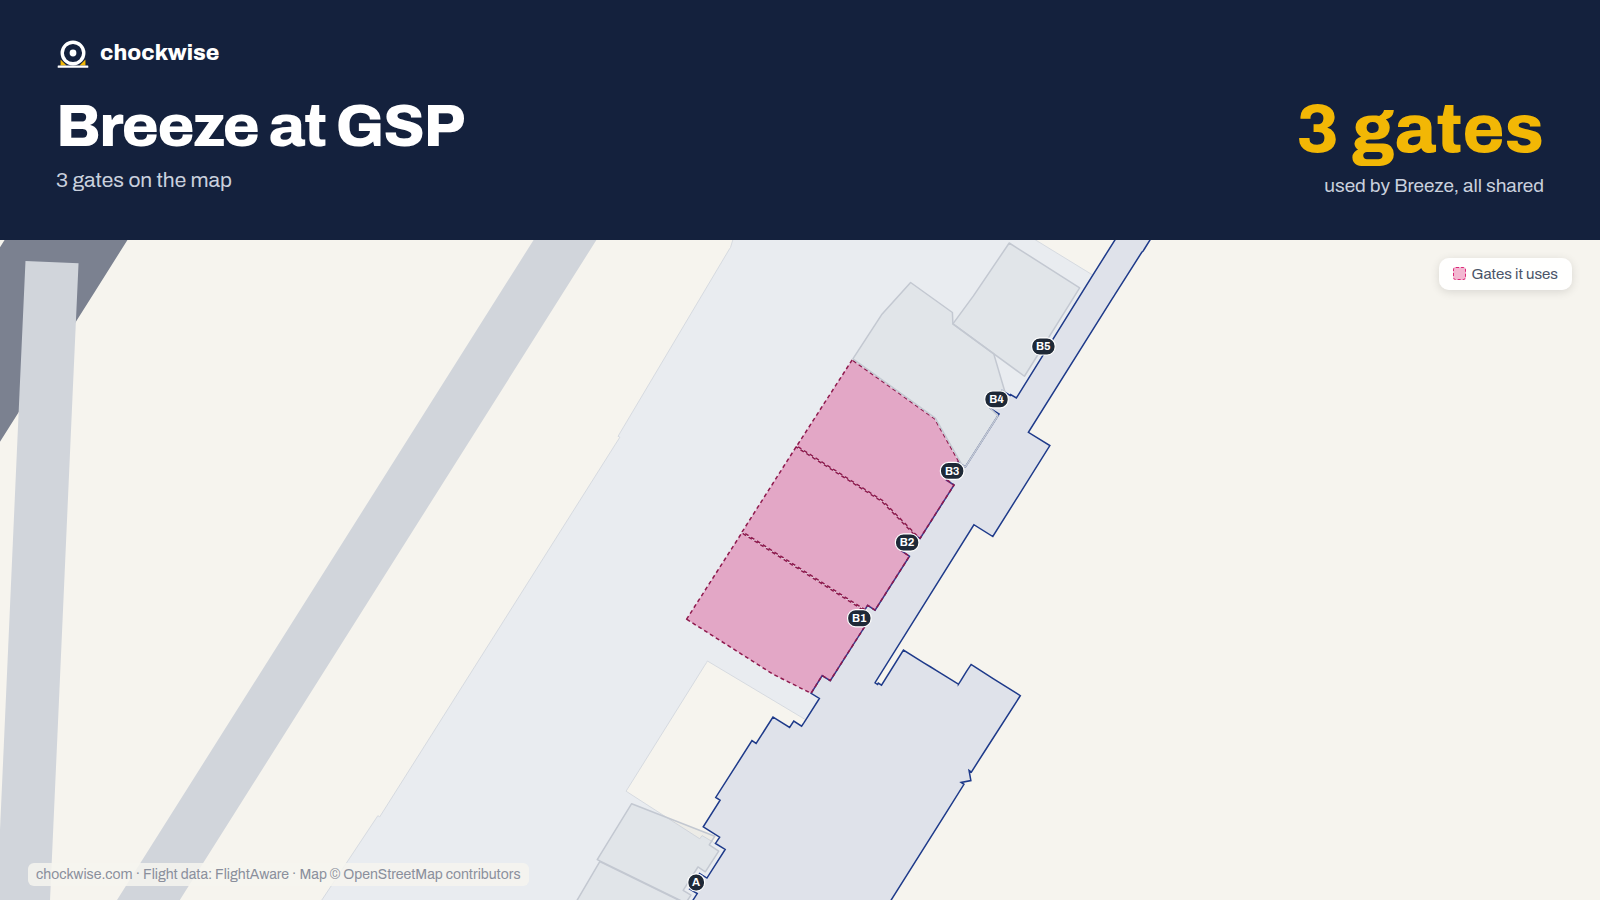 chockwise
Breeze at GSP
3 gates on the map
3 gates
used by Breeze, all shared
Gates it uses
B5
B4
B3
B2
B1
A
chockwise.com · Flight data: FlightAware · Map © OpenStreetMap contributors